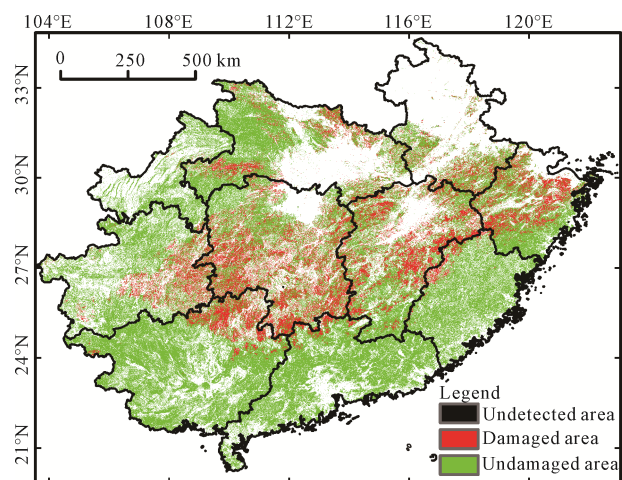 104°E 108°E 112°E 116°E 120°E
0 250 500 km
33°N
30°N
27°N
24°N
21°N
Legend
Undetected area
Damaged area
Undamaged area